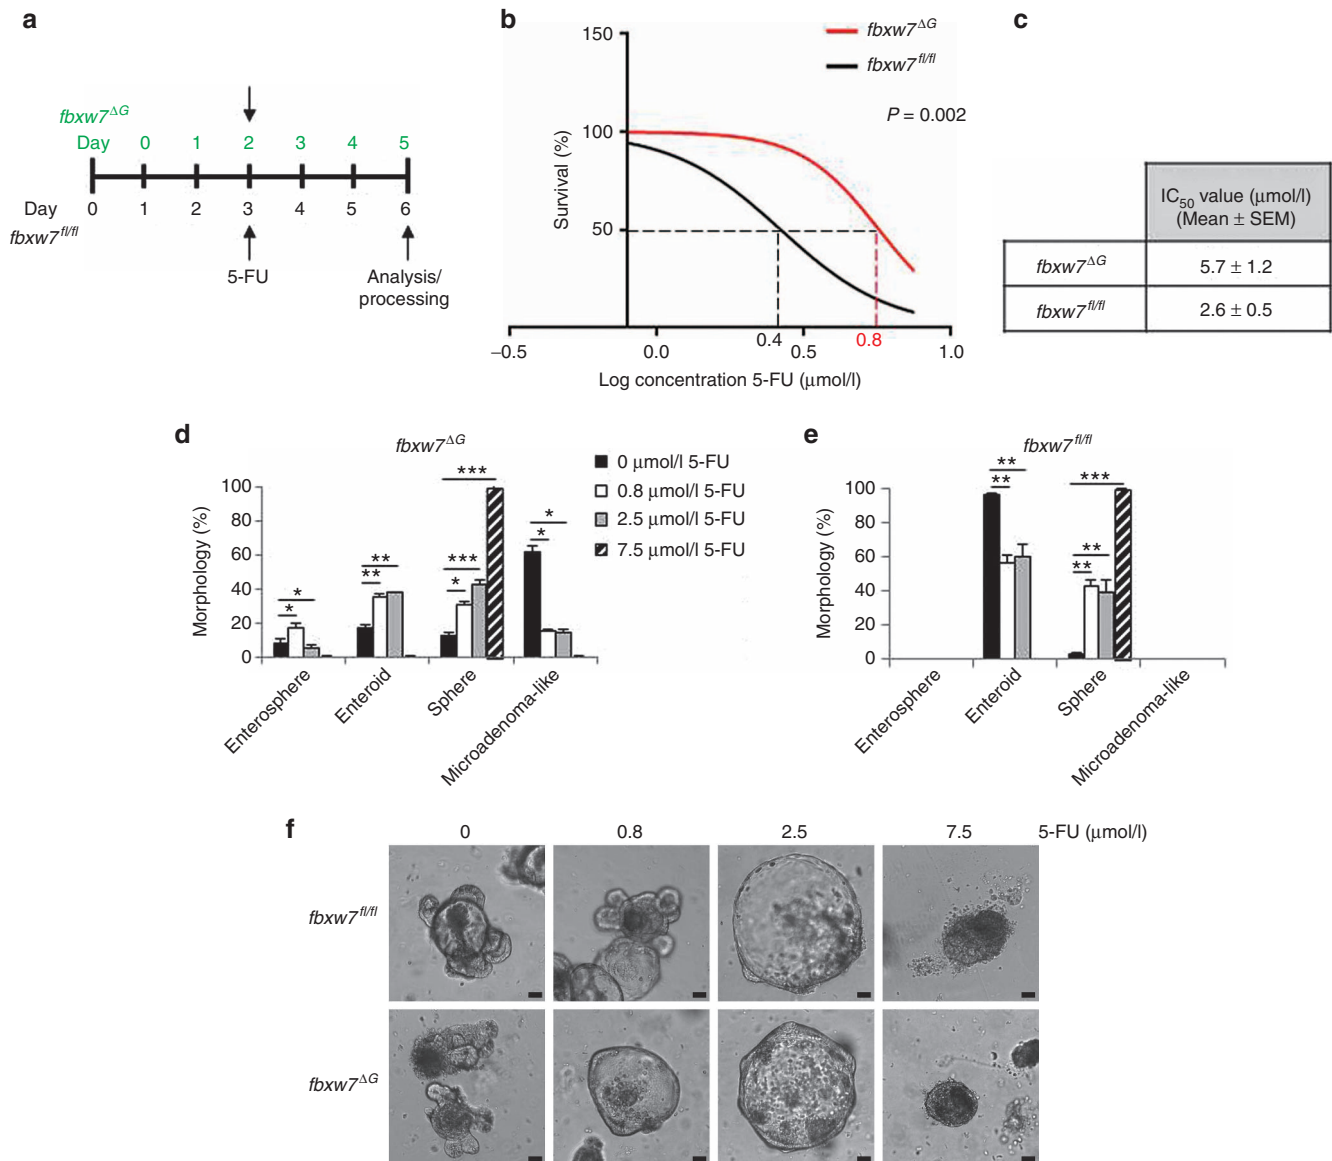 a
fbxw7ΔG
Day 0 1 2 3 4 5
Day 0 1 2 3 4 5 6
fbxw7fl/fl
5-FU
Analysis/
processing
b
fbxw7ΔG
fbxw7fl/fl
P = 0.002
150
100
50
Survival (%)
−0.5 0.0 0.4 0.5 0.8 1.0
Log concentration 5-FU (μmol/l)
c
IC50 value (μmol/l)
(Mean ± SEM)
fbxw7ΔG 5.7 ± 1.2
fbxw7fl/fl 2.6 ± 0.5
d
fbxw7ΔG
0 μmol/l 5-FU
0.8 μmol/l 5-FU
2.5 μmol/l 5-FU
7.5 μmol/l 5-FU
Morphology (%)
100
80
60
40
20
0
*
*
**
**
***
***
*
*
*
Enterosphere
Enteroid
Sphere
Microadenoma-like
e
fbxw7fl/fl
Morphology (%)
100
80
60
40
20
0
**
**
***
**
**
Enterosphere
Enteroid
Sphere
Microadenoma-like
f
0 0.8 2.5 7.5 5-FU (μmol/l)
fbxw7fl/fl
fbxw7ΔG